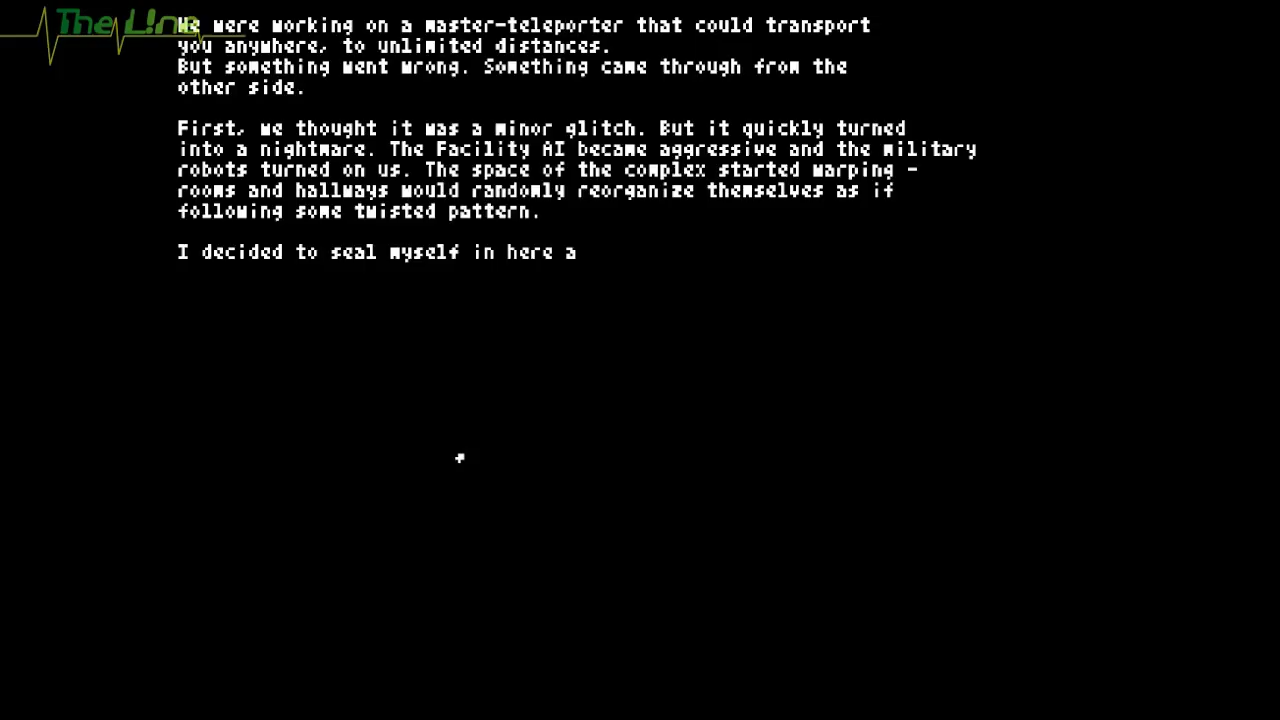 The L!ne
We were working on a master-teleporter that could transport
you anywhere, to unlimited distances.
But something went wrong. Something came through from the
other side.
First, we thought it was a minor glitch. But it quickly turned
into a nightmare. The Facility AI became aggressive and the military
robots turned on us. The space of the complex started warping -
rooms and hallways would randomly reorganize themselves as if
following some twisted pattern.
I decided to seal myself in here a